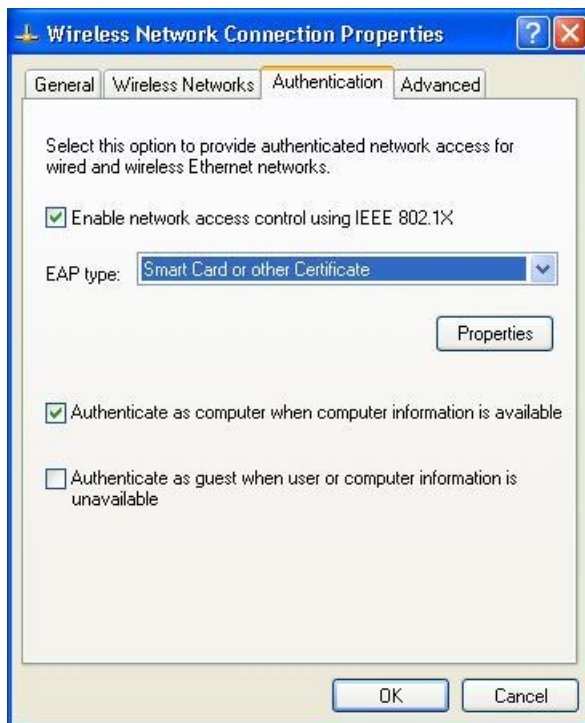 Wireless Network Connection Properties
General Wireless Networks Authentication Advanced
Select this option to provide authenticated network access for
wired and wireless Ethernet networks.
Enable network access control using IEEE 802.1X
EAP type: Smart Card or other Certificate
Properties
Authenticate as computer when computer information is available
Authenticate as guest when user or computer information is
unavailable
OK Cancel